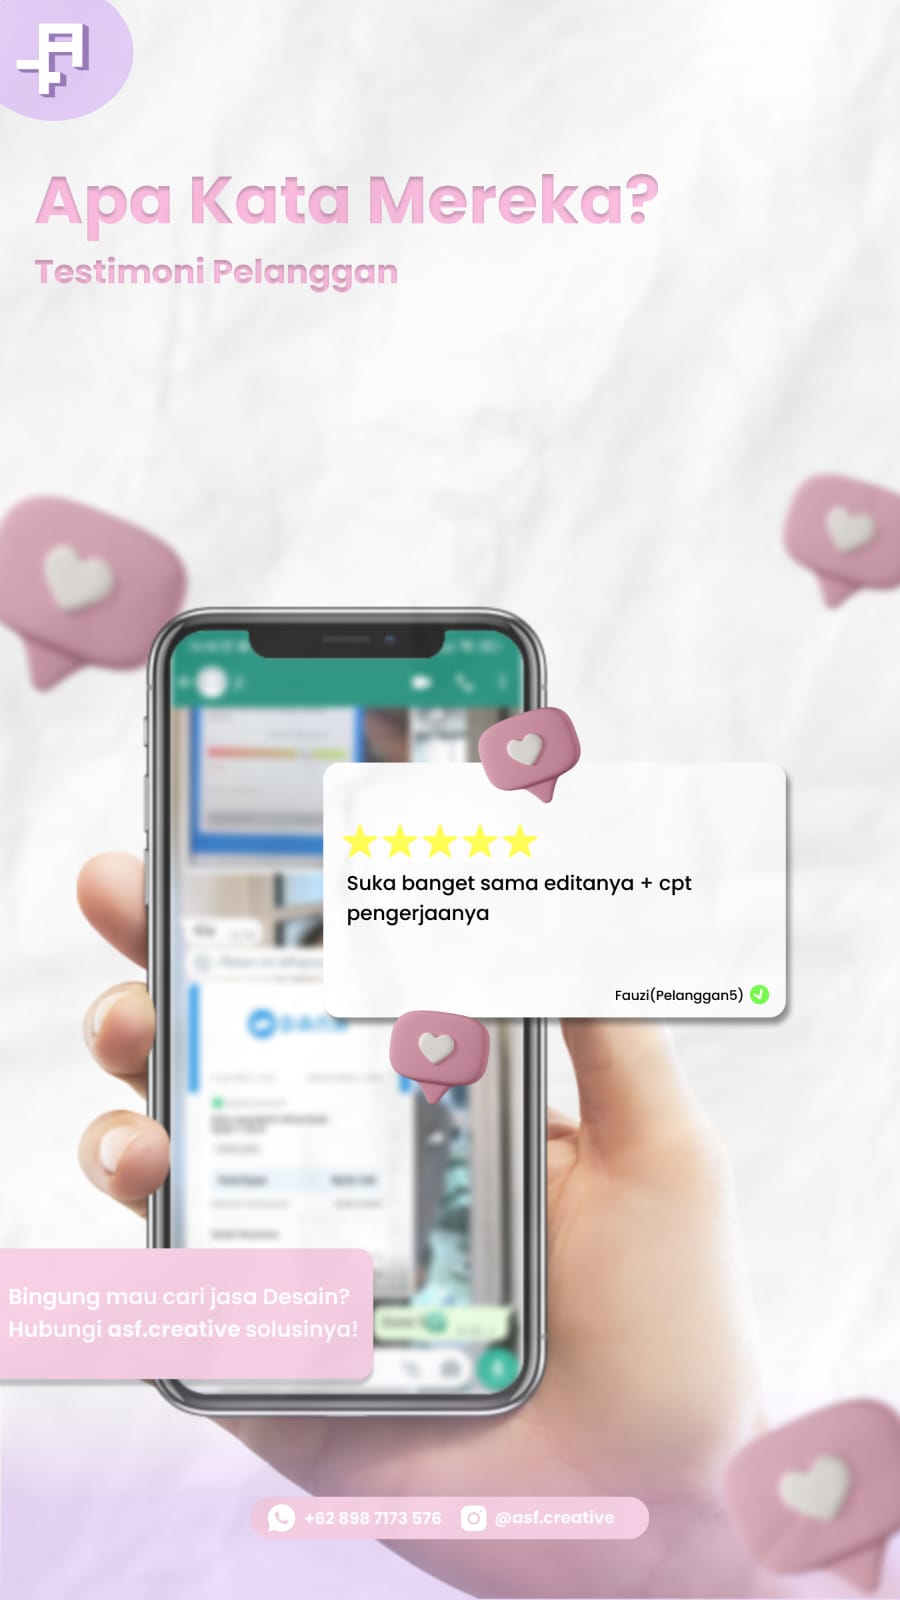 Apa Kata Mereka?
Testimoni Pelanggan
Suka banget sama editanya + cpt
pengerjaanya
Fauzi(Pelanggan5)
Bingung mau cari jasa Desain?
Hubungi asf.creative solusinya!
+62 898 7173 576 @asf.creative